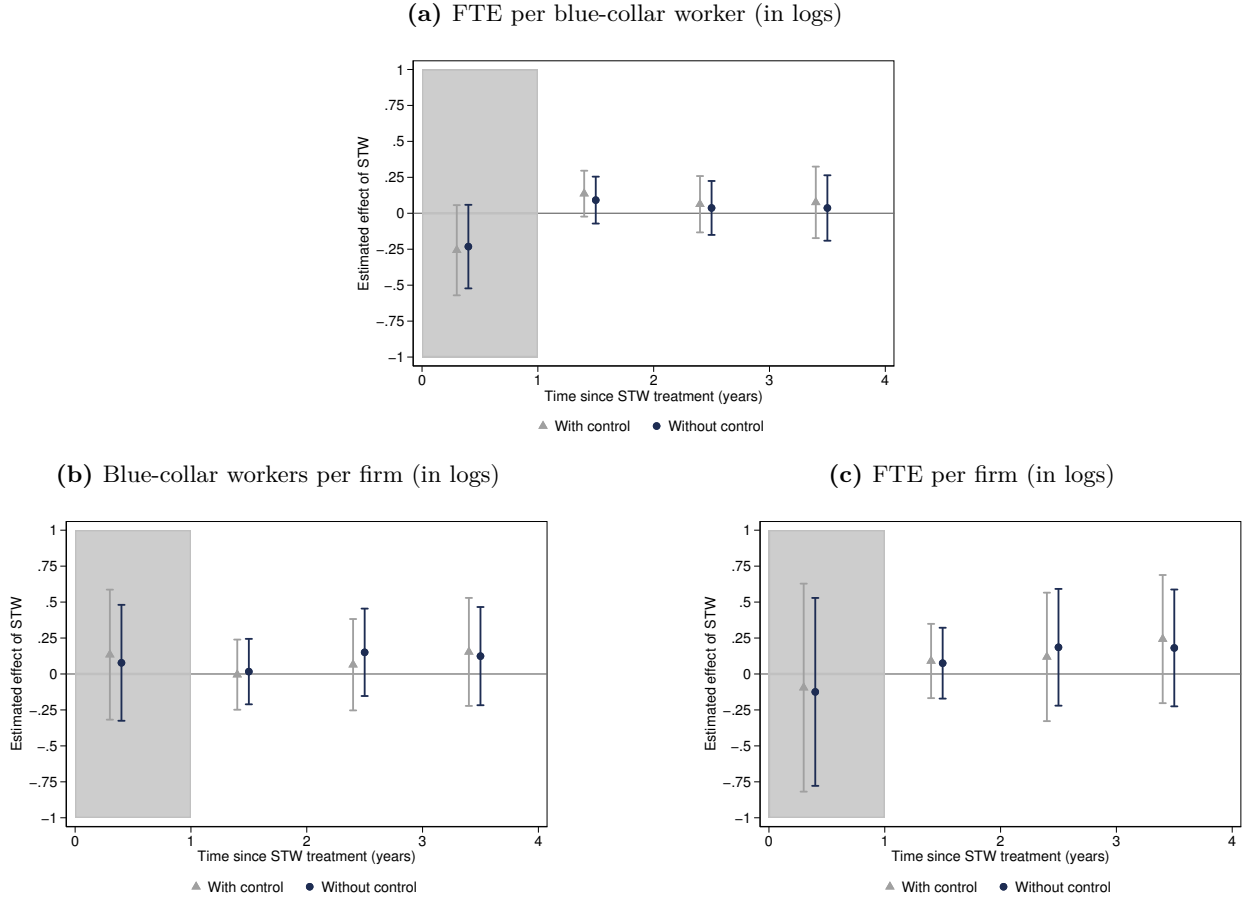 (a) FTE per blue-collar worker (in logs)
1
.75
.5
.25
0
−.25
−.5
−.75
−1
Estimated effect of STW
0 1 2 3 4
Time since STW treatment (years)
With control Without control
(b) Blue-collar workers per firm (in logs)
1
.75
.5
.25
0
−.25
−.5
−.75
−1
Estimated effect of STW
0 1 2 3 4
Time since STW treatment (years)
With control Without control
(c) FTE per firm (in logs)
1
.75
.5
.25
0
−.25
−.5
−.75
−1
Estimated effect of STW
0 1 2 3 4
Time since STW treatment (years)
With control Without control